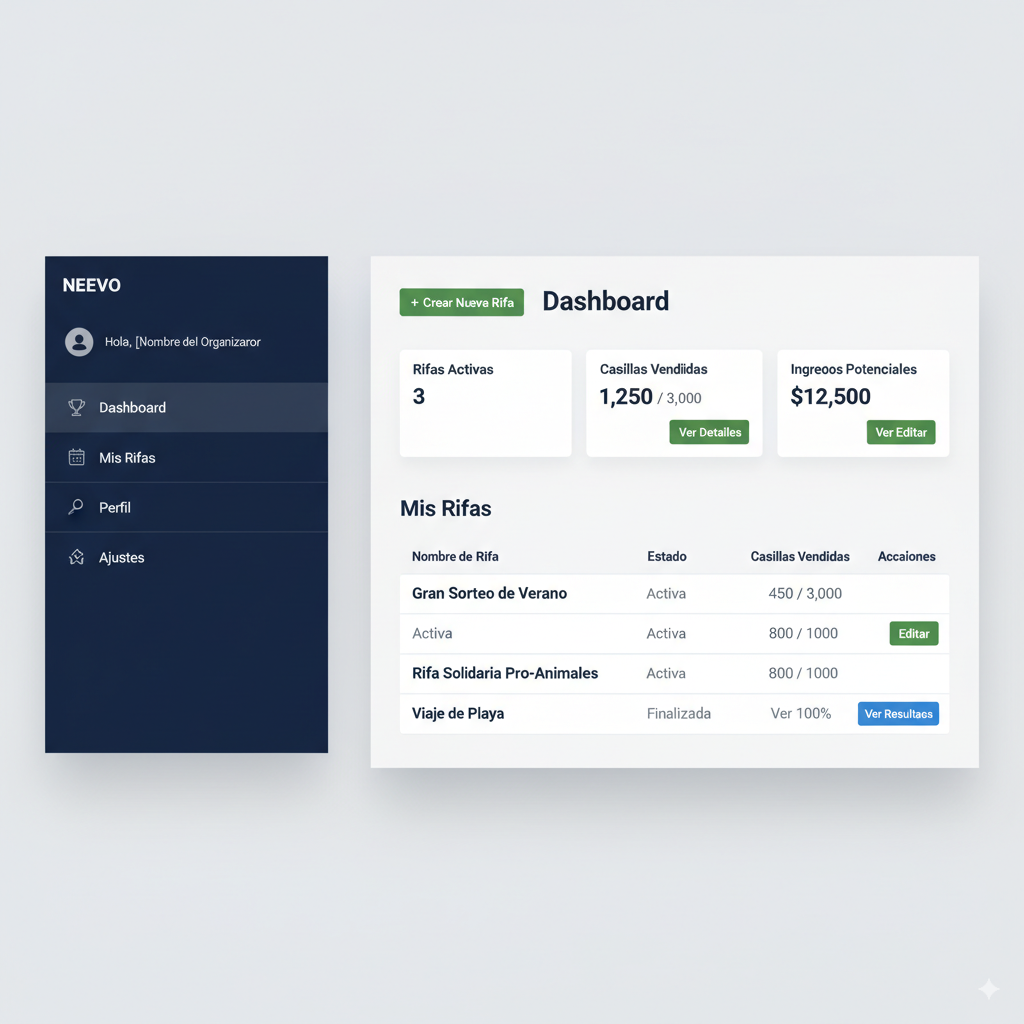 NEEVO
Hola, [Nombre del Organizaror
Dashboard
Mis Rifas
Perfil
Ajustes
+ Crear Nueva Rifa
Dashboard
Rifas Activas
3
Casillas Vendiidas
1,250 / 3,000
Ver Detailes
Ingreoos Potenciales
$12,500
Ver Editar
Mis Rifas
Nombre de Rifa Estado Casillas Vendidas Accaiones
Gran Sorteo de Verano Activa 450 / 3,000
Activa Activa 800 / 1000 Editar
Rifa Solidaria Pro-Animales Activa 800 / 1000
Viaje de Playa Finalizada Ver 100% Ver Resultaɑs